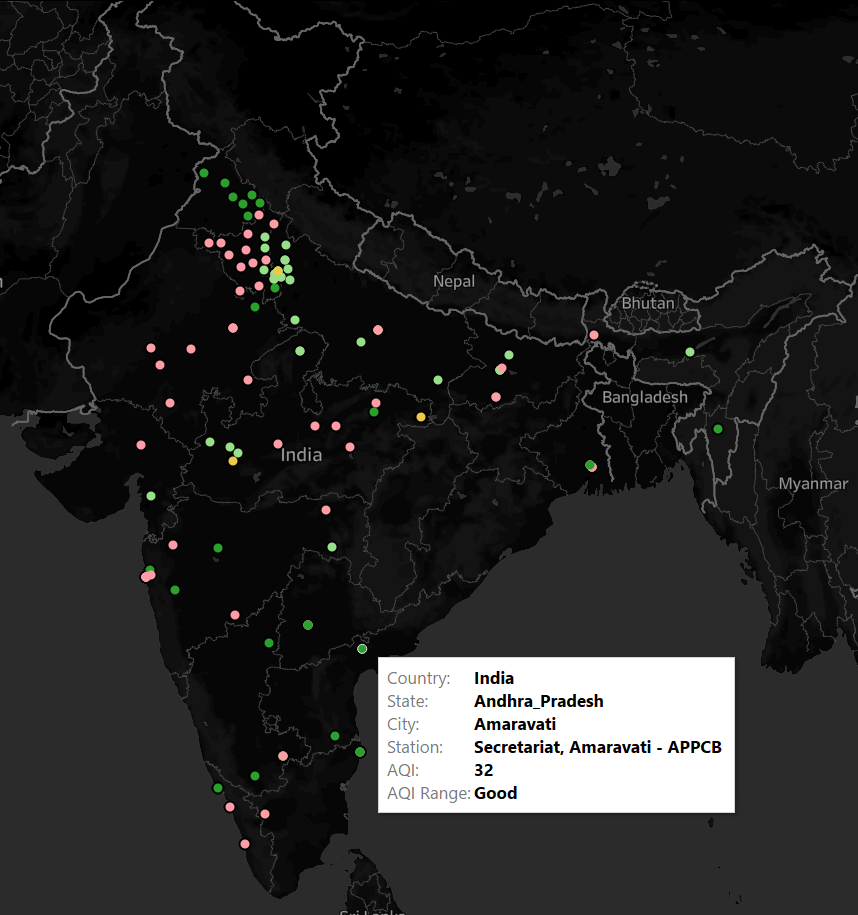 Nepal
Bhutan
Bangladesh
India
Myanmar
Country: India
State: Andhra_Pradesh
City: Amaravati
Station: Secretariat, Amaravati - APPCB
AQI: 32
AQI Range: Good
Sri Lanka